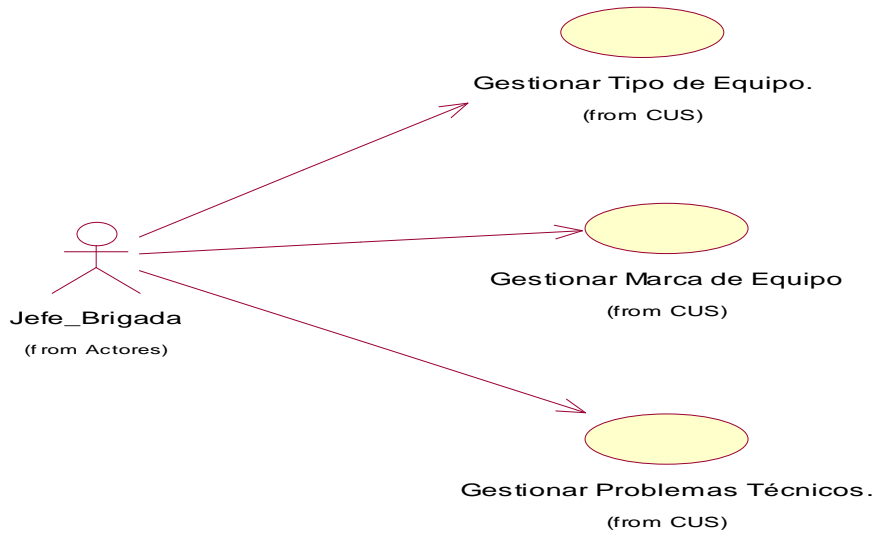 Gestionar Tipo de Equipo.
(from CUS)
Gestionar Marca de Equipo
(from CUS)
Jefe_Brigada
(from Actores)
Gestionar Problemas Técnicos.
(from CUS)